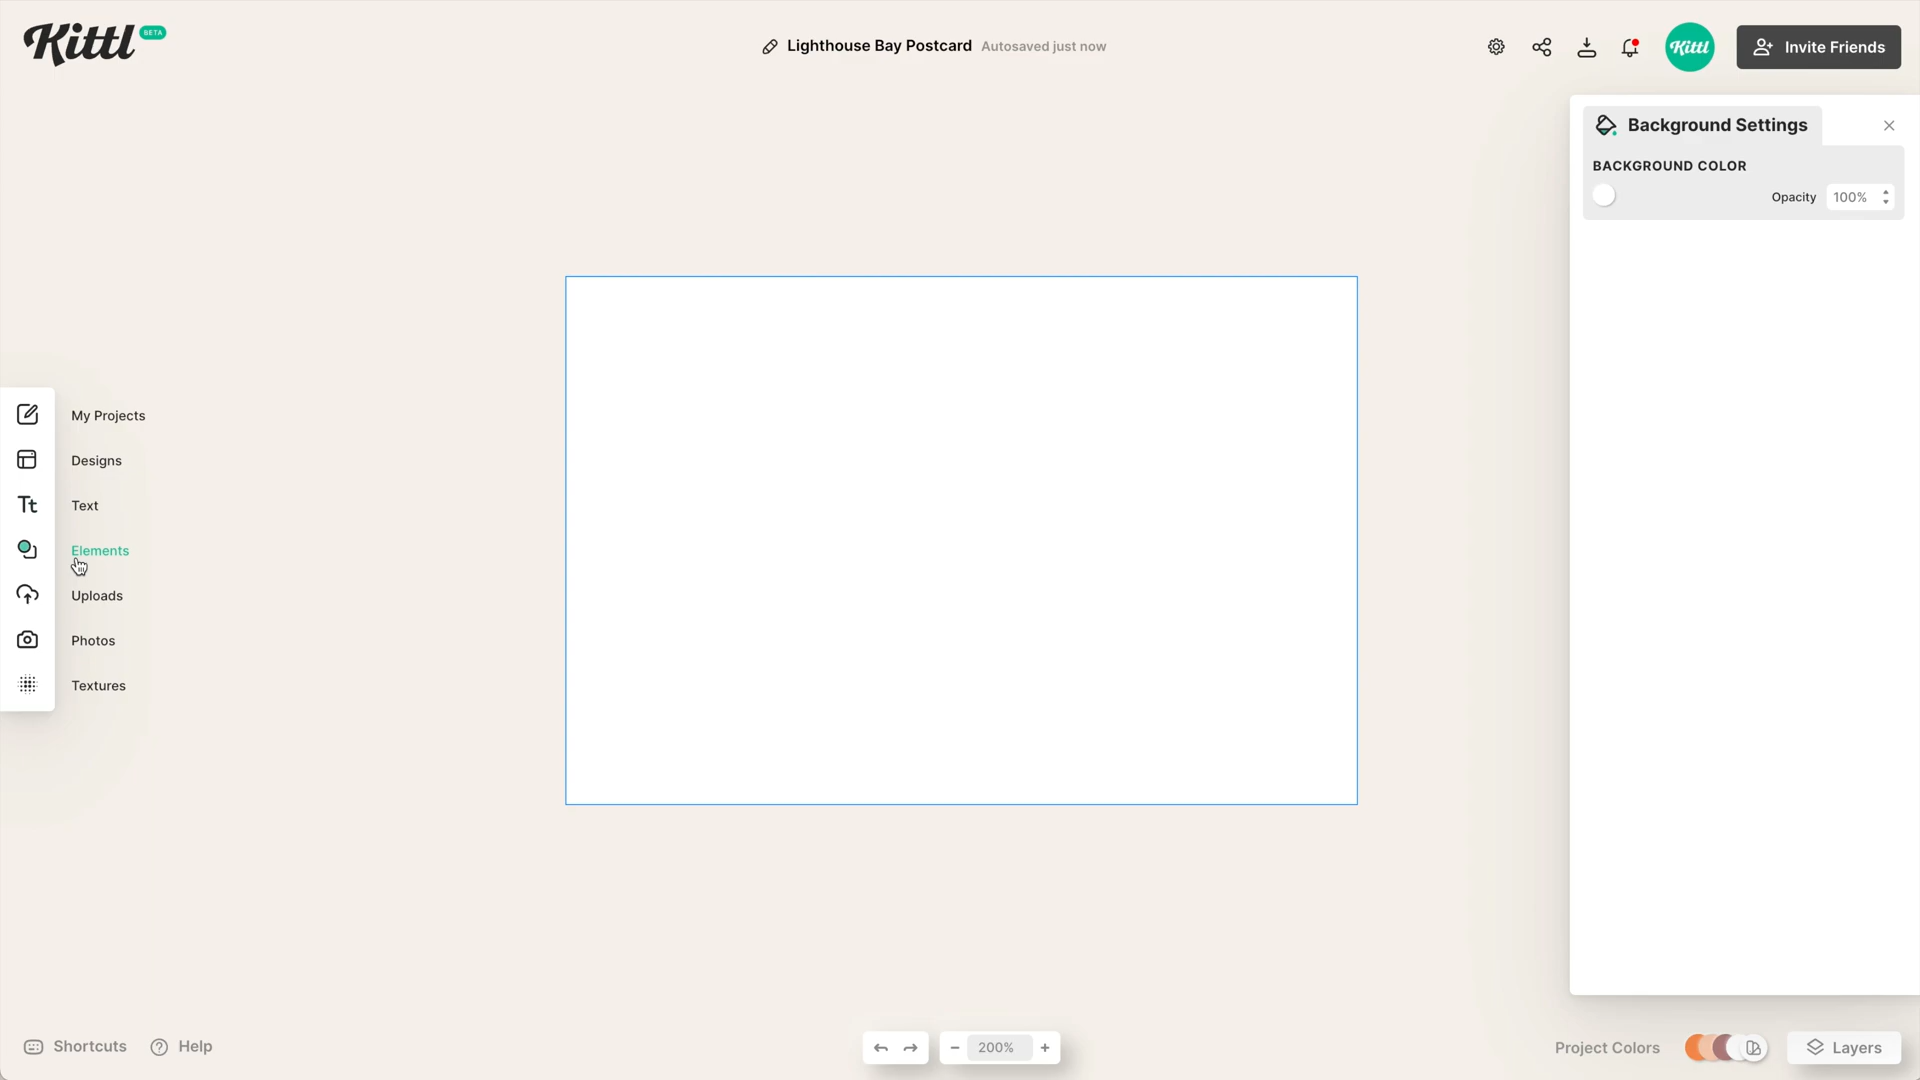 Kittl BETA
Lighthouse Bay Postcard Autosaved just now
Kittl
Invite Friends
Background Settings
BACKGROUND COLOR
Opacity 100%
My Projects
Designs
Tt Text
Elements
Uploads
Photos
Textures
Shortcuts
Help
200%
Project Colors
Layers